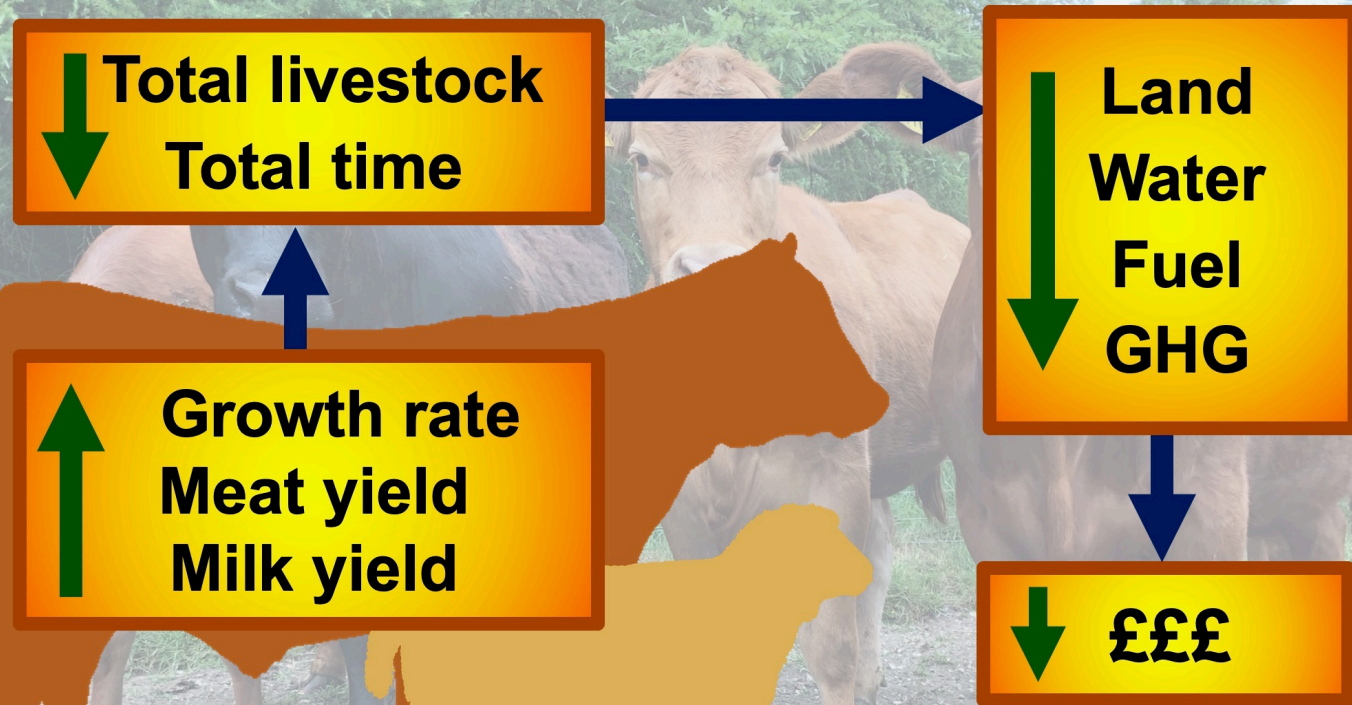 Total livestock
Total time
Land
Water
Fuel
GHG
Growth rate
Meat yield
Milk yield
£££